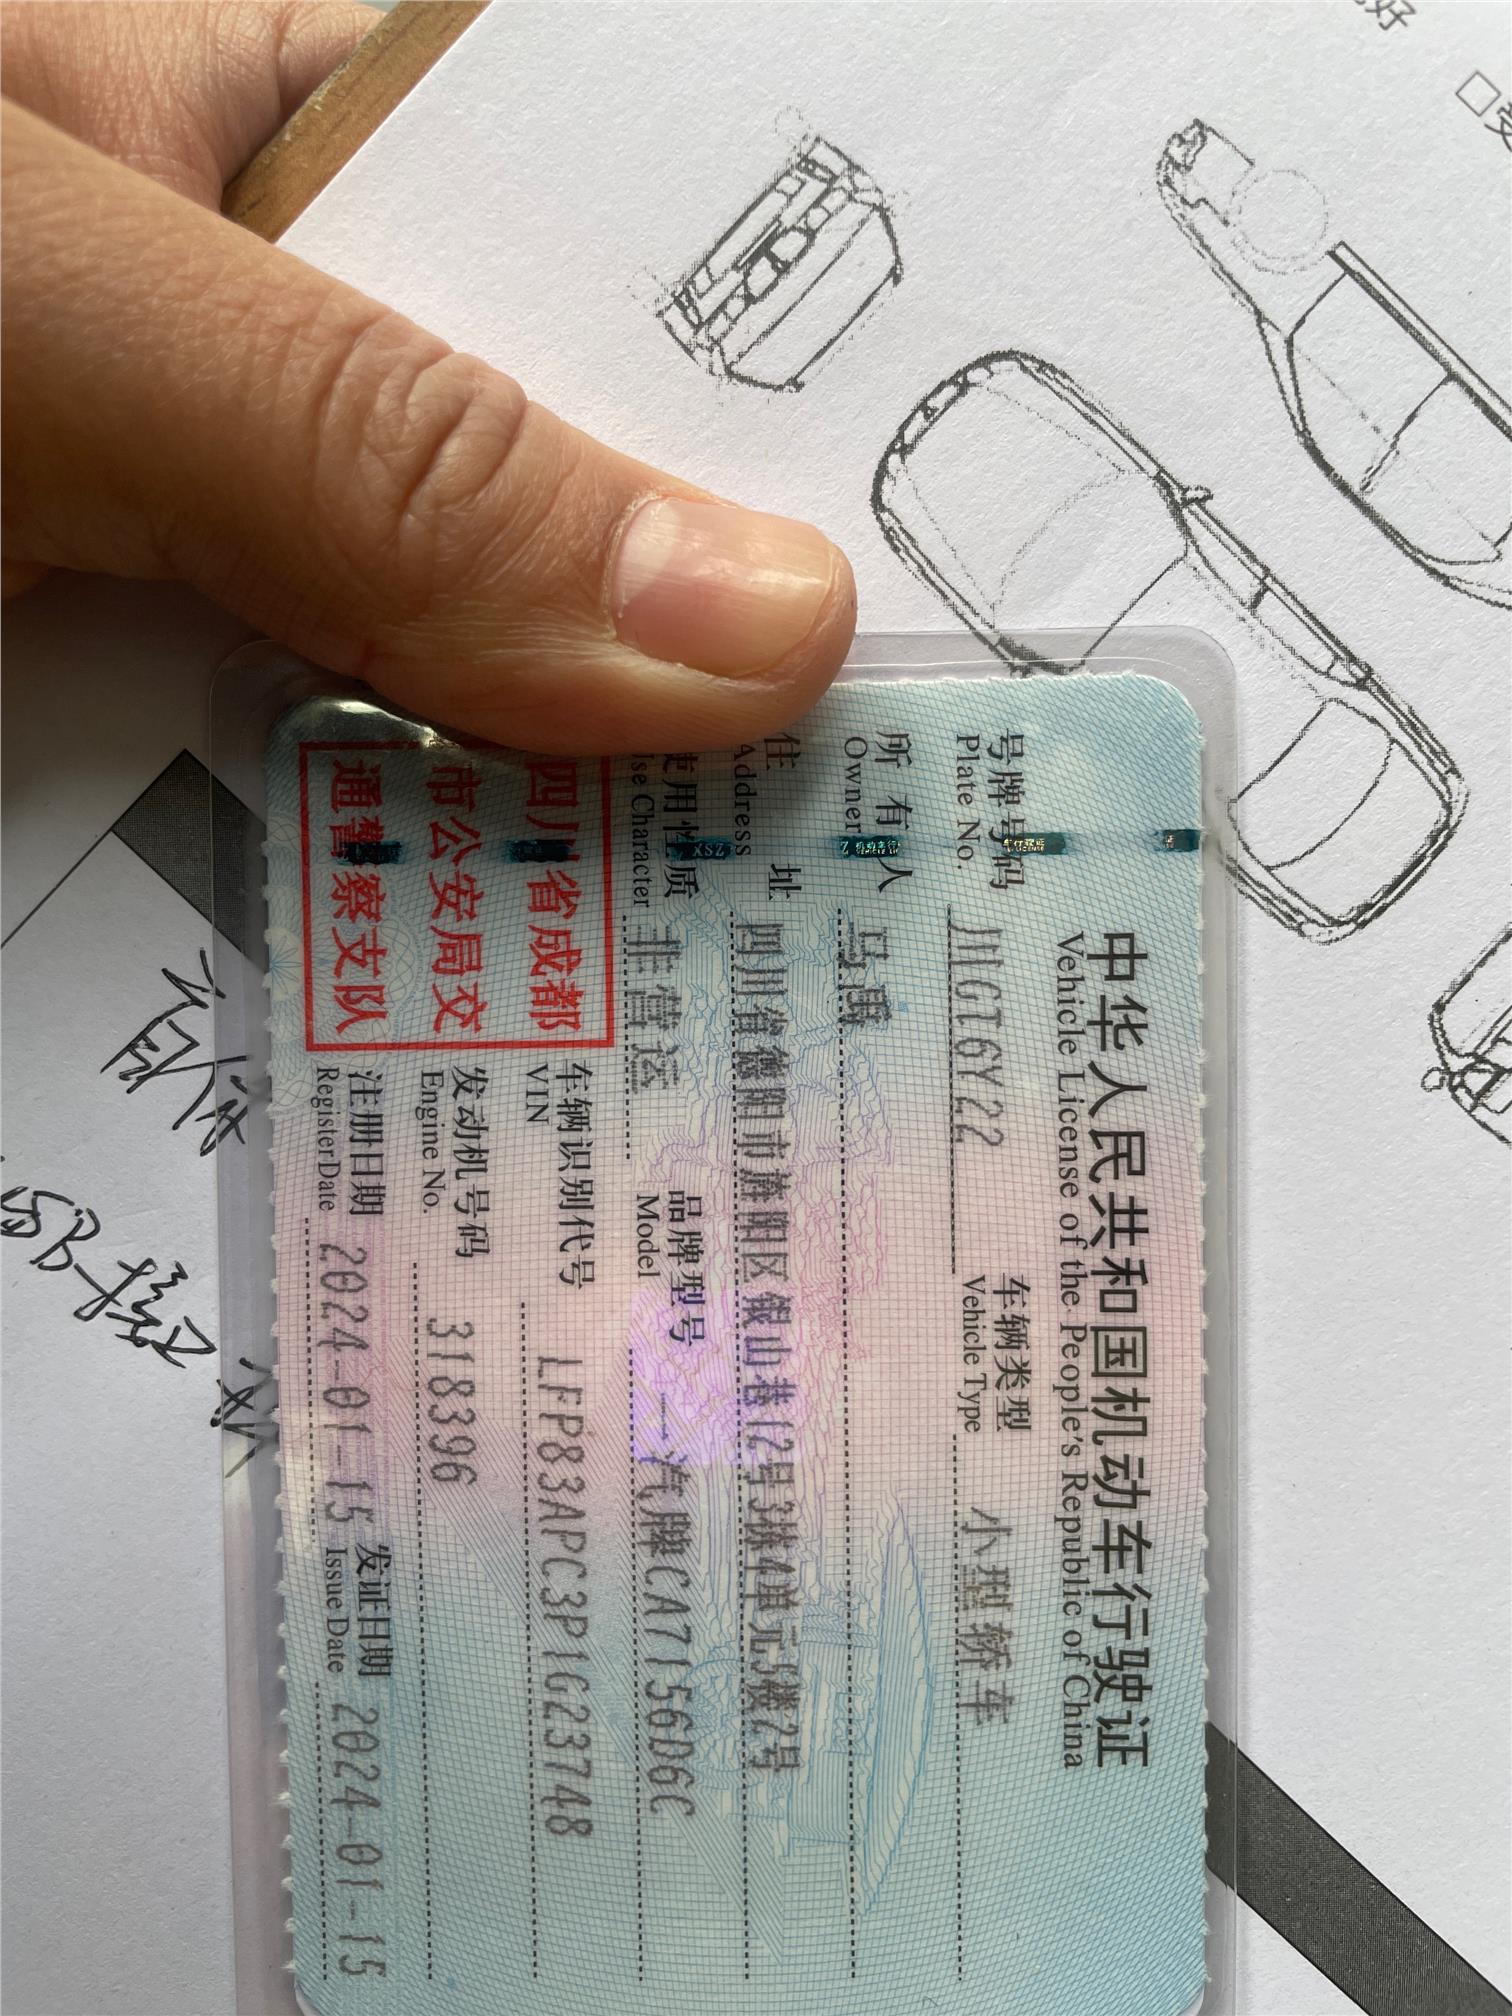 中华人民共和国机动车行驶证
Vehicle License of the People's Republic of China
号牌号码 川GT6Y22 车辆类型 小型轿车
Plate No. Vehicle Type
所有人 马禹
Owner
住址 四川省德阳市旌阳区银山巷12号3栋4单元5楼2号
Address
使用性质 非营运 品牌型号 一汽牌CA7156D6C
Use Character Model
四川省成都
市公安局交
通警察支队
车辆识别代号 LFP83APC3P1G23748
VIN
发动机号码 318396
Engine No.
注册日期 2024-01-15 发证日期 2024-01-15
Register Date Issue Date